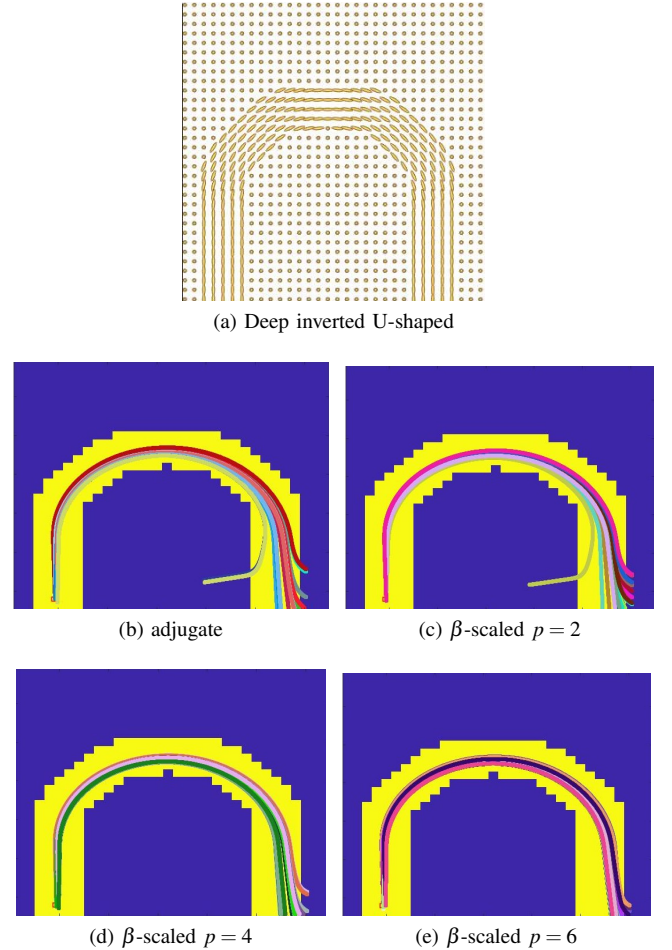 (a) Deep inverted U-shaped
(b) adjugate
(c) β-scaled p = 2
(d) β-scaled p = 4
(e) β-scaled p = 6